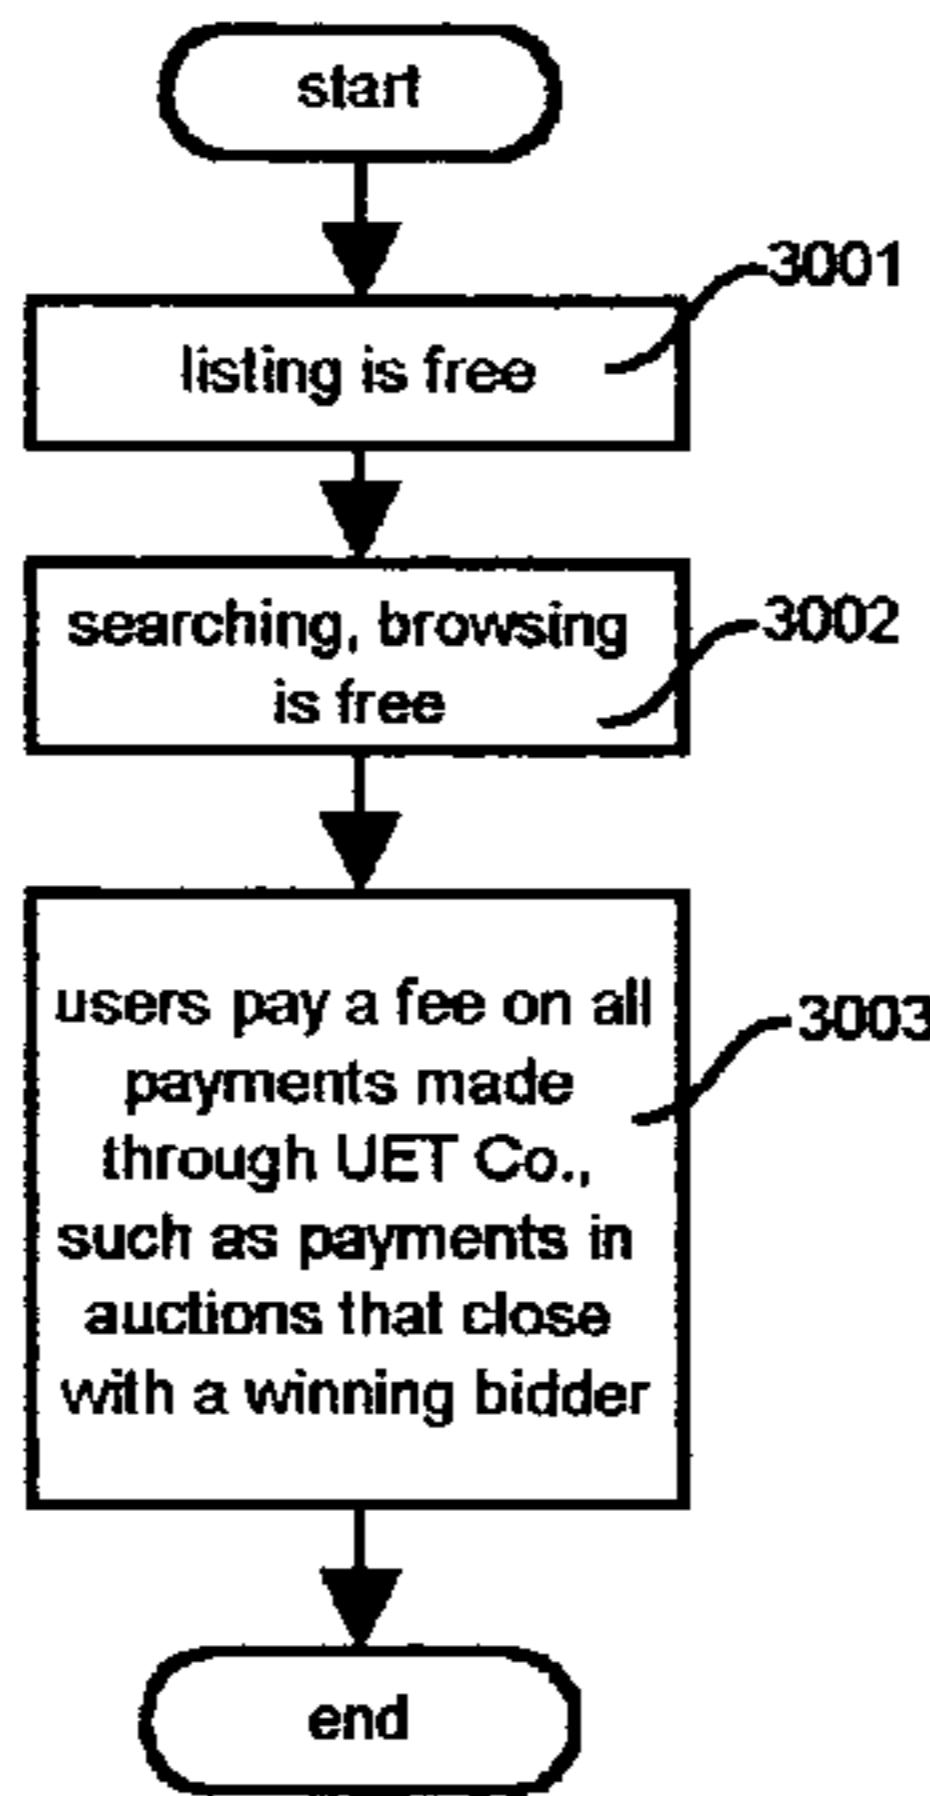 start
3001
listing is free
searching, browsing
is free
3002
users pay a fee on all
payments made
through UET Co.,
such as payments in
auctions that close
with a winning bidder
3003
end